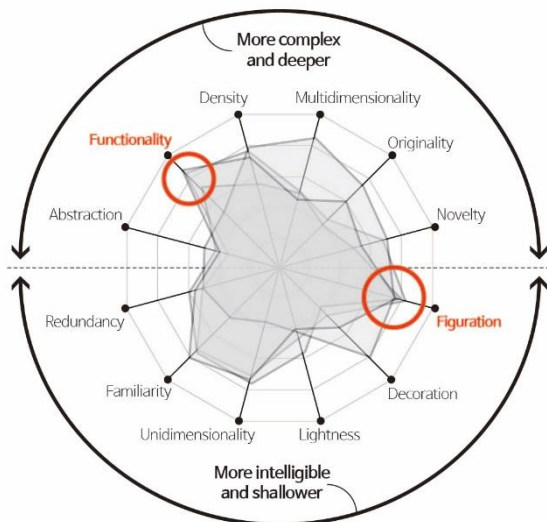 More complex
and deeper
Density
Multidimensionality
Functionality
Originality
Abstraction
Novelty
Redundancy
Figuration
Familiarity
Decoration
Unidimensionality
Lightness
More intelligible
and shallower